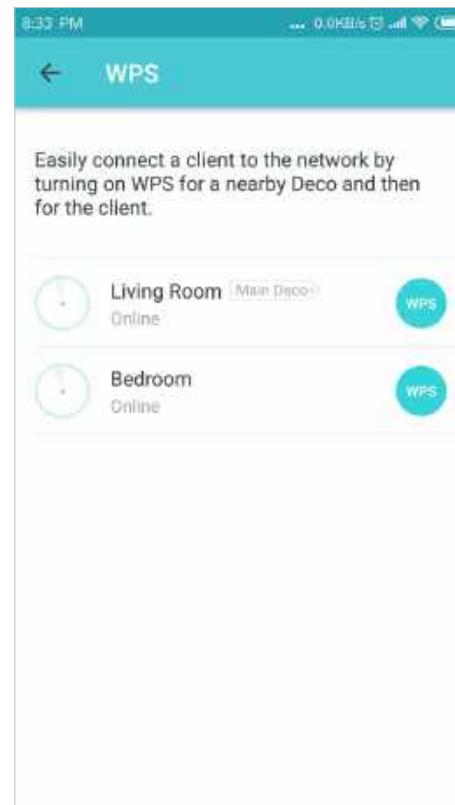 8:33 PM ... 0.0KB/s
WPS
Easily connect a client to the network by
turning on WPS for a nearby Deco and then
for the client.
Living Room Main Deco
WPS
Online
Bedroom
WPS
Online